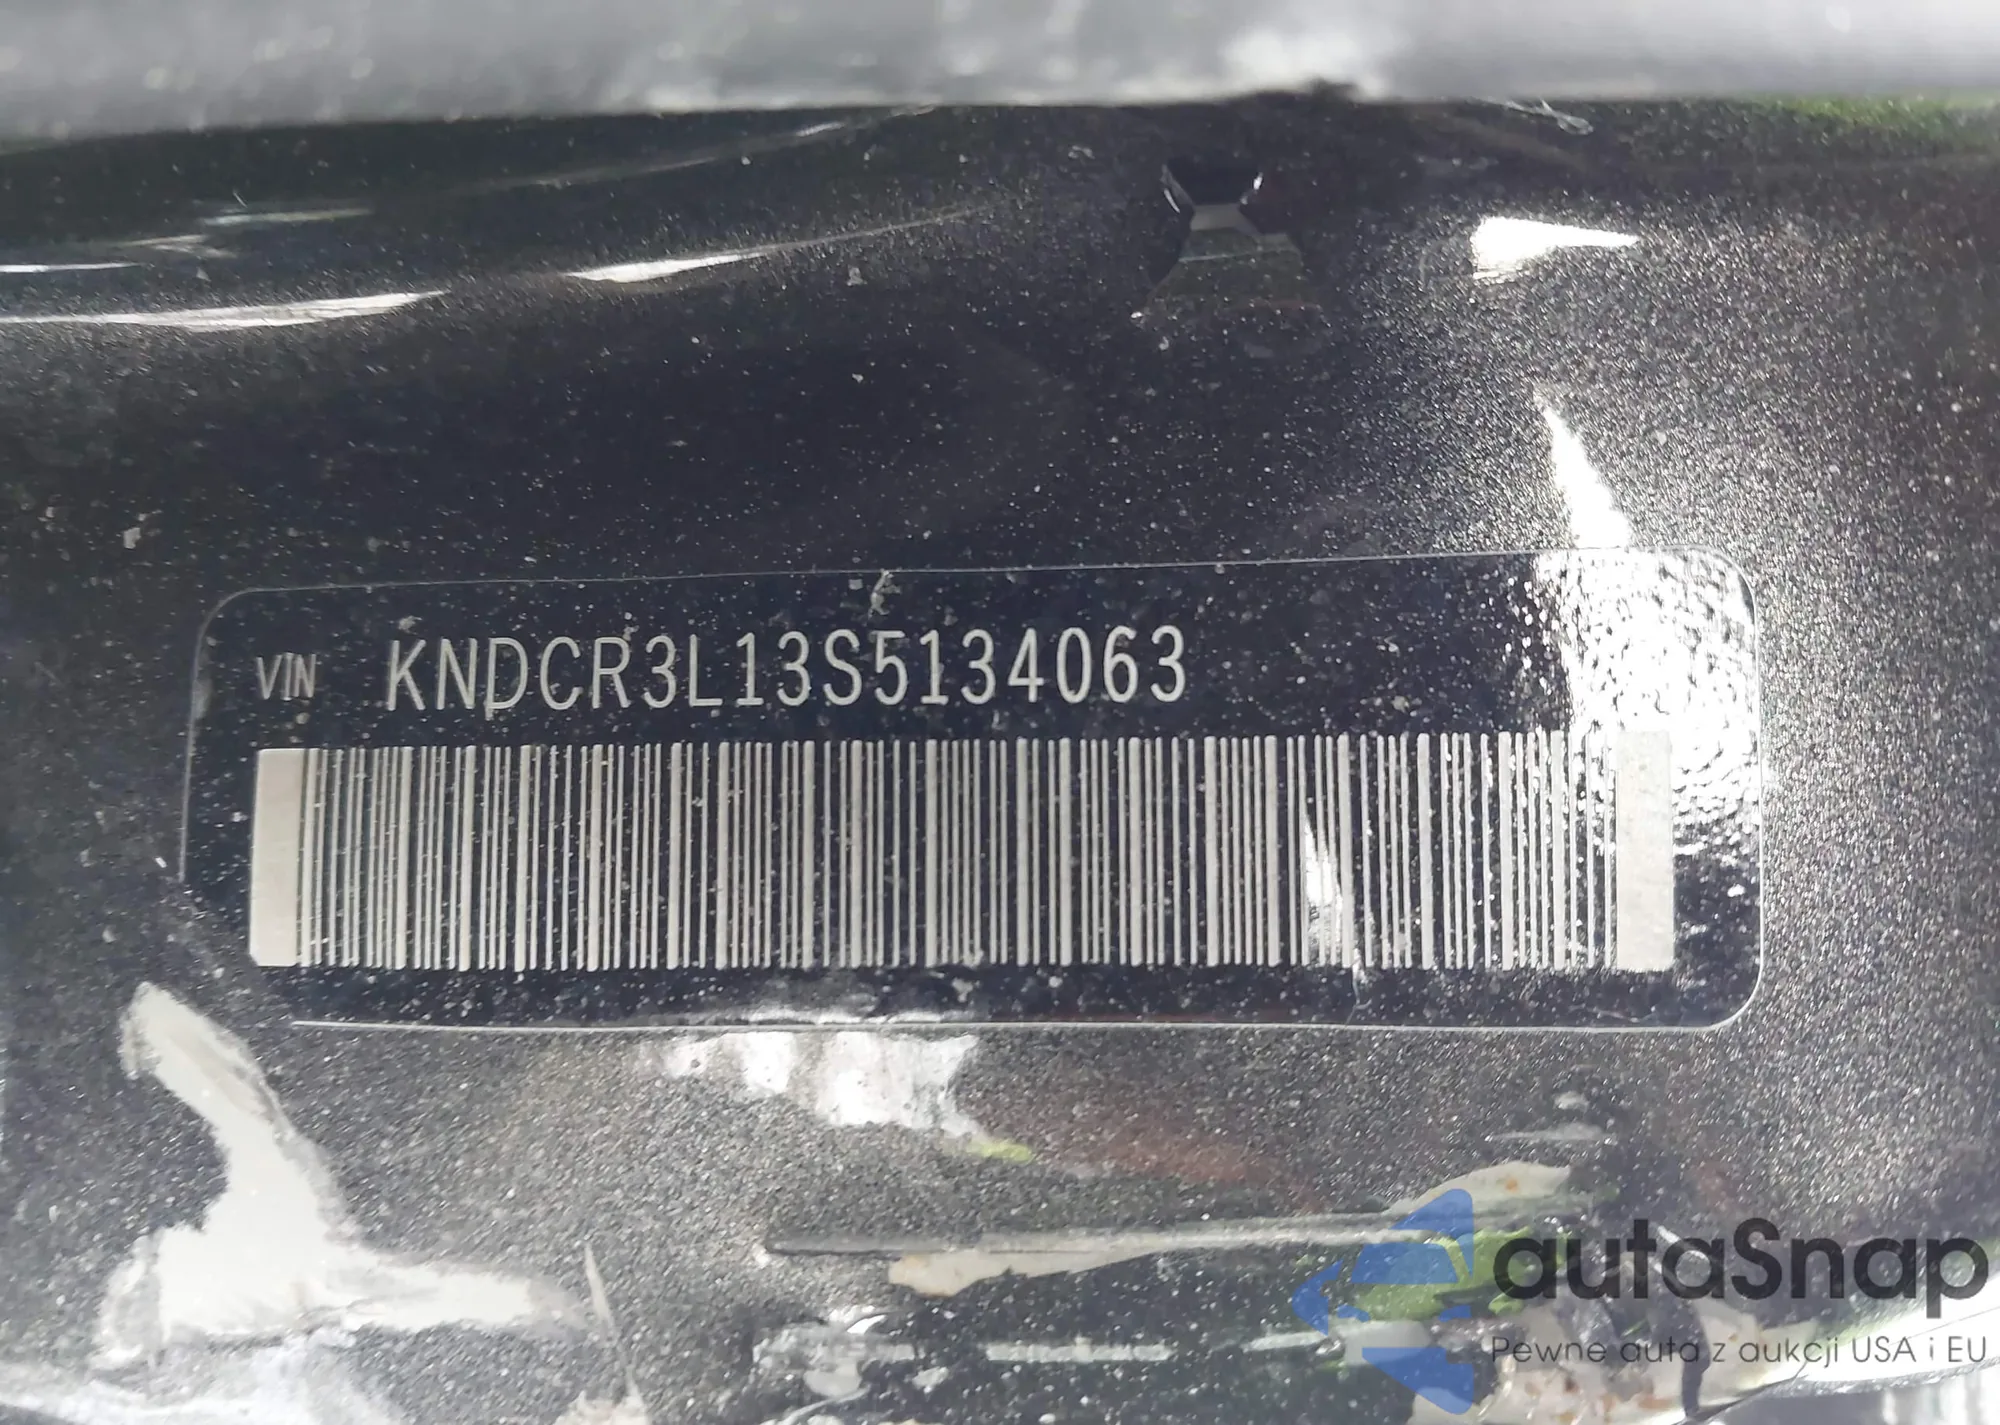 VIN KNDCR3L13S5134063
autaSnap
Pewne auta z aukcji USA i EU